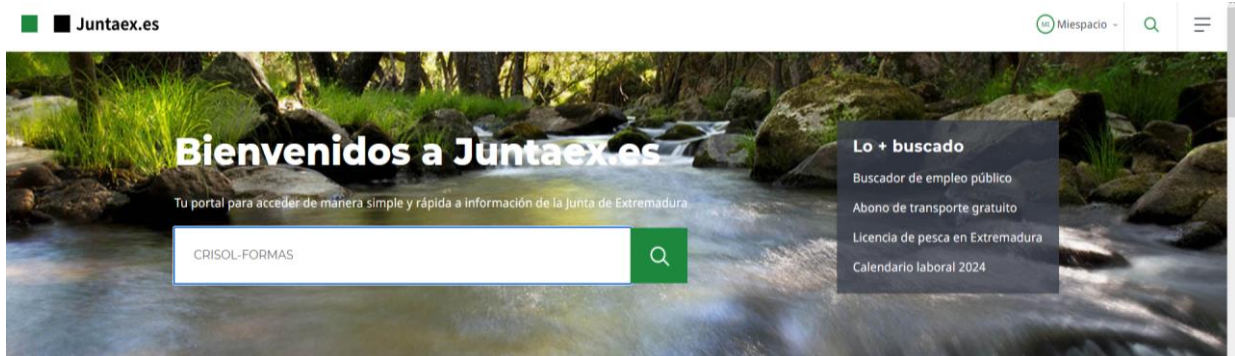 Juntaex.es
MI Miespacio
Bienvenidos a Juntaex.es
Tu portal para acceder de manera simple y rápida a información de la Junta de Extremadura
CRISOL-FORMAS
Lo + buscado
Buscador de empleo público
Abono de transporte gratuito
Licencia de pesca en Extremadura
Calendario laboral 2024